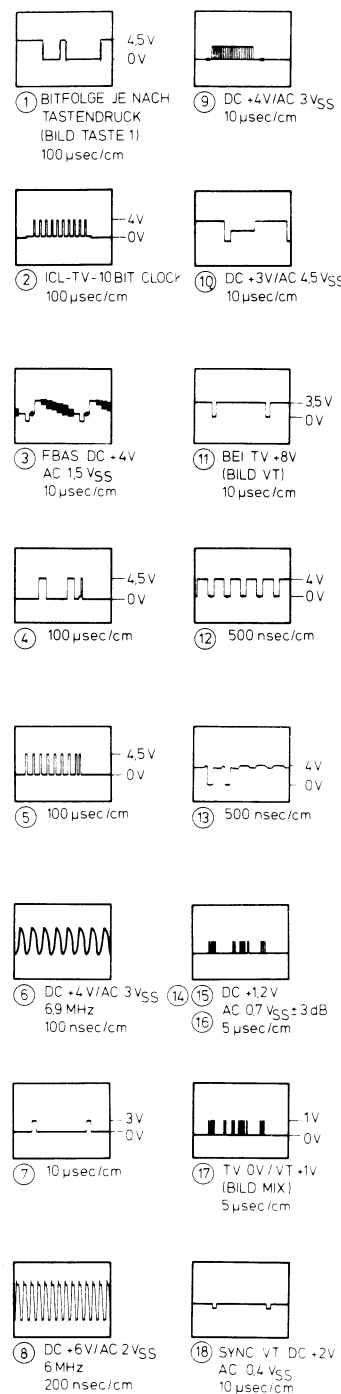 4,5V
0V
① BITFOLGE JE NACH
TASTENDRUCK
(BILD TASTE 1)
100 µsec/cm
4V
0V
② ICL-TV-10 BIT CLOCK
100 µsec/cm
③ FBAS DC +4V
AC 1,5 VSS
10 µsec/cm
4,5V
0V
④ 100 µsec/cm
4,5V
0V
⑤ 100 µsec/cm
⑥ DC +4V/AC 3VSS
6,9 MHz
100 nsec/cm
3V
0V
⑦ 10 µsec/cm
⑧ DC +6V/AC 2VSS
6 MHz
200 nsec/cm
⑨ DC +4V/AC 3VSS
10 µsec/cm
⑩ DC +3V/AC 4,5VSS
10 µsec/cm
3,5V
0V
⑪ BEI TV +8V
(BILD VT)
10 µsec/cm
4V
0V
⑫ 500 nsec/cm
4V
0V
⑬ 500 nsec/cm
⑭ ⑮ DC +1,2V
⑯ AC 0,7 VSS ± 3 dB
5 µsec/cm
1V
0V
⑰ TV 0V/VT +1V
(BILD MIX)
5 µsec/cm
⑱ SYNC VT DC +2V
AC 0,4 VSS
10 µsec/cm